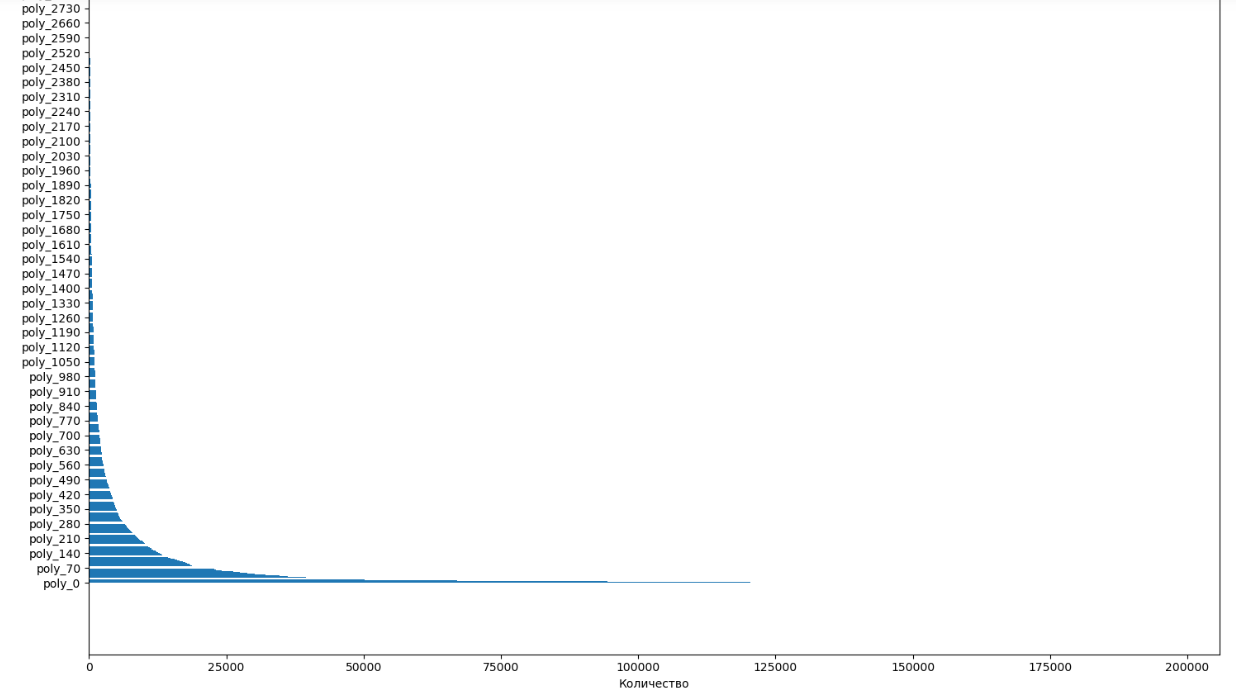 poly_2730
poly_2660
poly_2590
poly_2520
poly_2450
poly_2380
poly_2310
poly_2240
poly_2170
poly_2100
poly_2030
poly_1960
poly_1890
poly_1820
poly_1750
poly_1680
poly_1610
poly_1540
poly_1470
poly_1400
poly_1330
poly_1260
poly_1190
poly_1120
poly_1050
poly_980
poly_910
poly_840
poly_770
poly_700
poly_630
poly_560
poly_490
poly_420
poly_350
poly_280
poly_210
poly_140
poly_70
poly_0
0 25000 50000 75000 100000 125000 150000 175000 200000
Количество